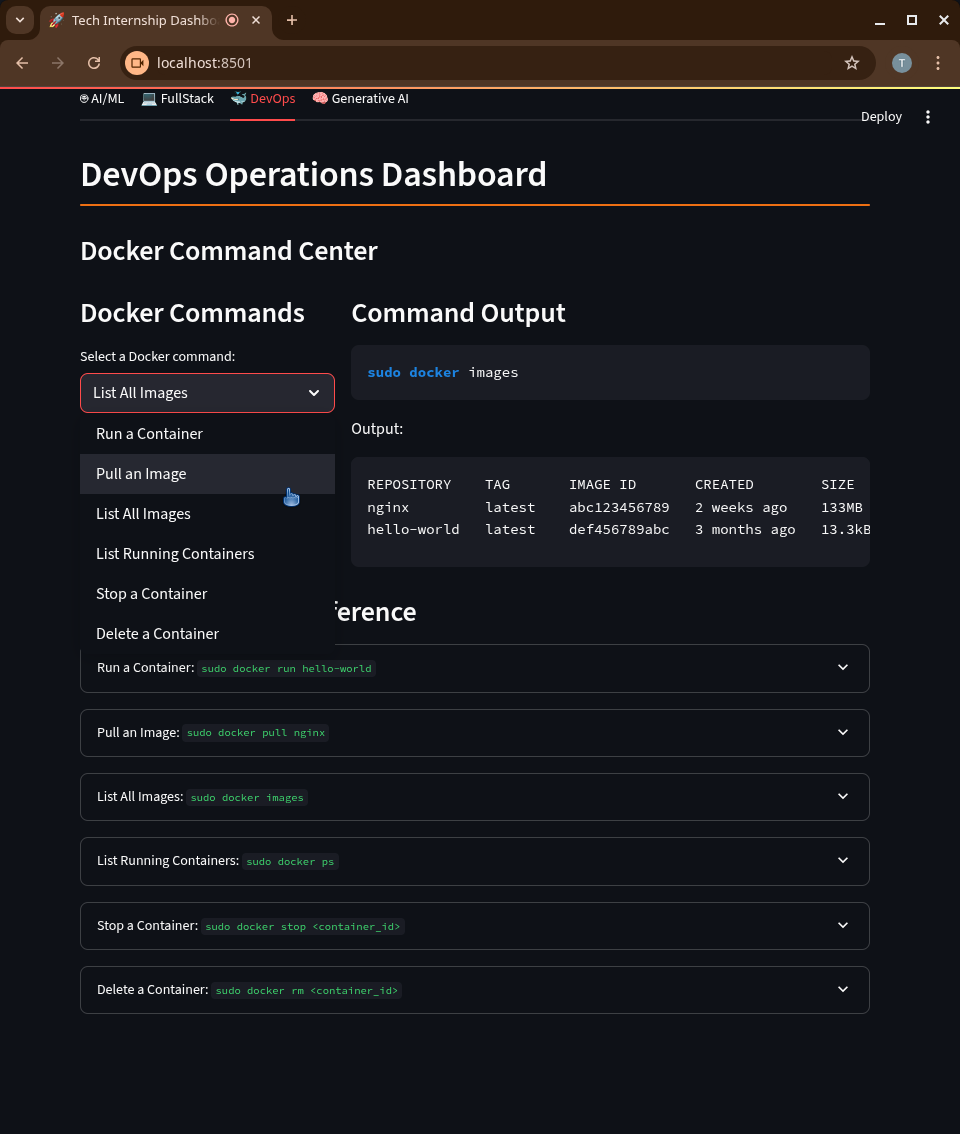 Tech Internship Dashbo
localhost:8501
T
AI/ML
FullStack
DevOps
Generative AI
Deploy
DevOps Operations Dashboard
Docker Command Center
Docker Commands
Select a Docker command:
List All Images
Run a Container
Pull an Image
List All Images
List Running Containers
Stop a Container
Delete a Container
Command Output
sudo docker images
Output:
REPOSITORY TAG IMAGE ID CREATED SIZE
nginx latest abc123456789 2 weeks ago 133MB
hello-world latest def456789abc 3 months ago 13.3kB
ference
Run a Container: sudo docker run hello-world
Pull an Image: sudo docker pull nginx
List All Images: sudo docker images
List Running Containers: sudo docker ps
Stop a Container: sudo docker stop <container_id>
Delete a Container: sudo docker rm <container_id>